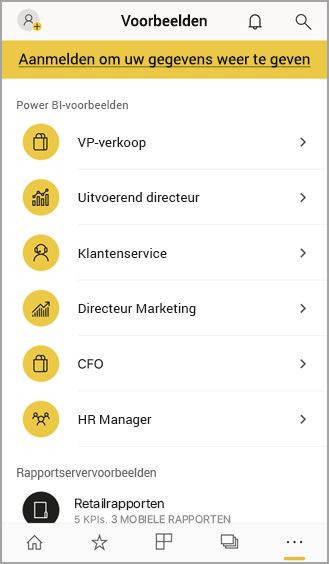 Voorbeelden
Aanmelden om uw gegevens weer te geven
Power BI-voorbeelden
VP-verkoop
Uitvoerend directeur
Klantenservice
Directeur Marketing
CFO
HR Manager
Rapportservervoorbeelden
Retailrapporten
5 KPIs, 3 MOBIELE RAPPORTEN